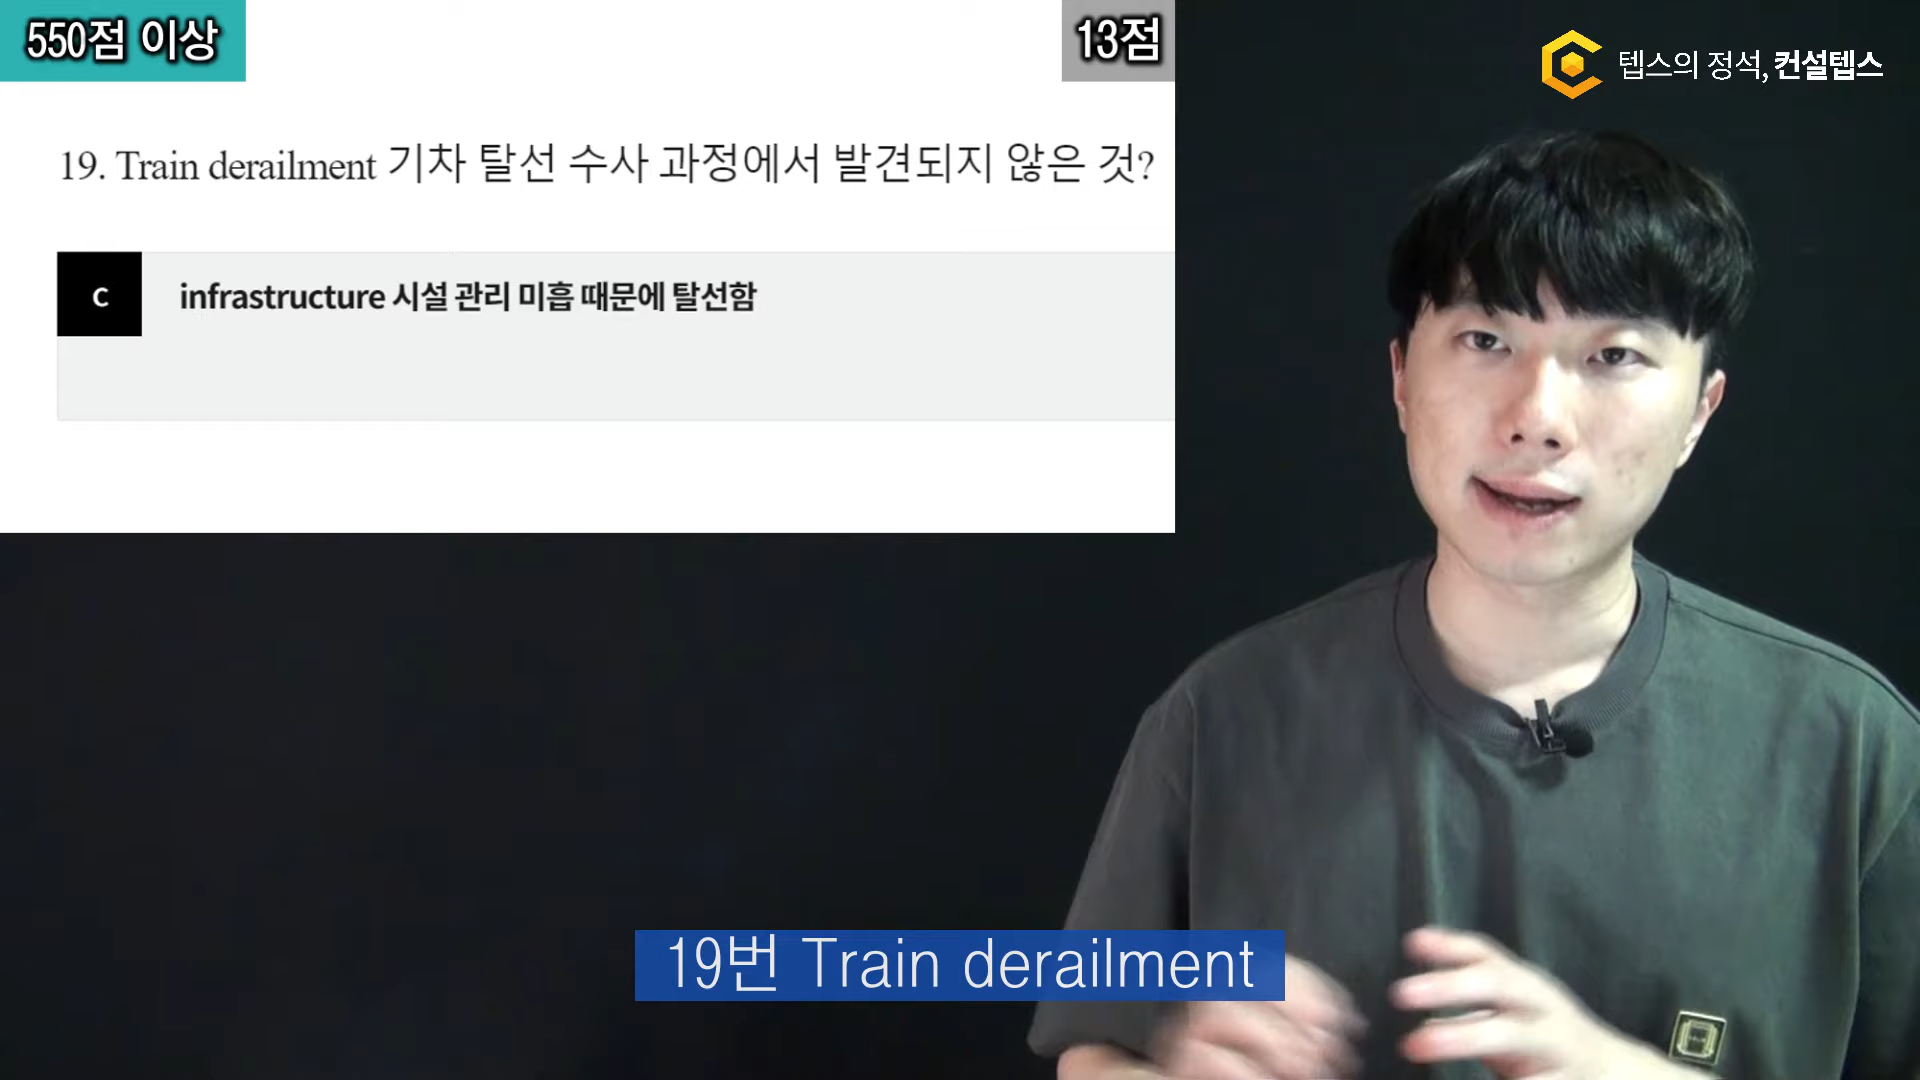 550점 이상
13점
텝스의 정석, 컨설텝스
19. Train derailment 기차 탈선 수사 과정에서 발견되지 않은 것?
C
infrastructure 시설 관리 미흡 때문에 탈선함
19번 Train derailment